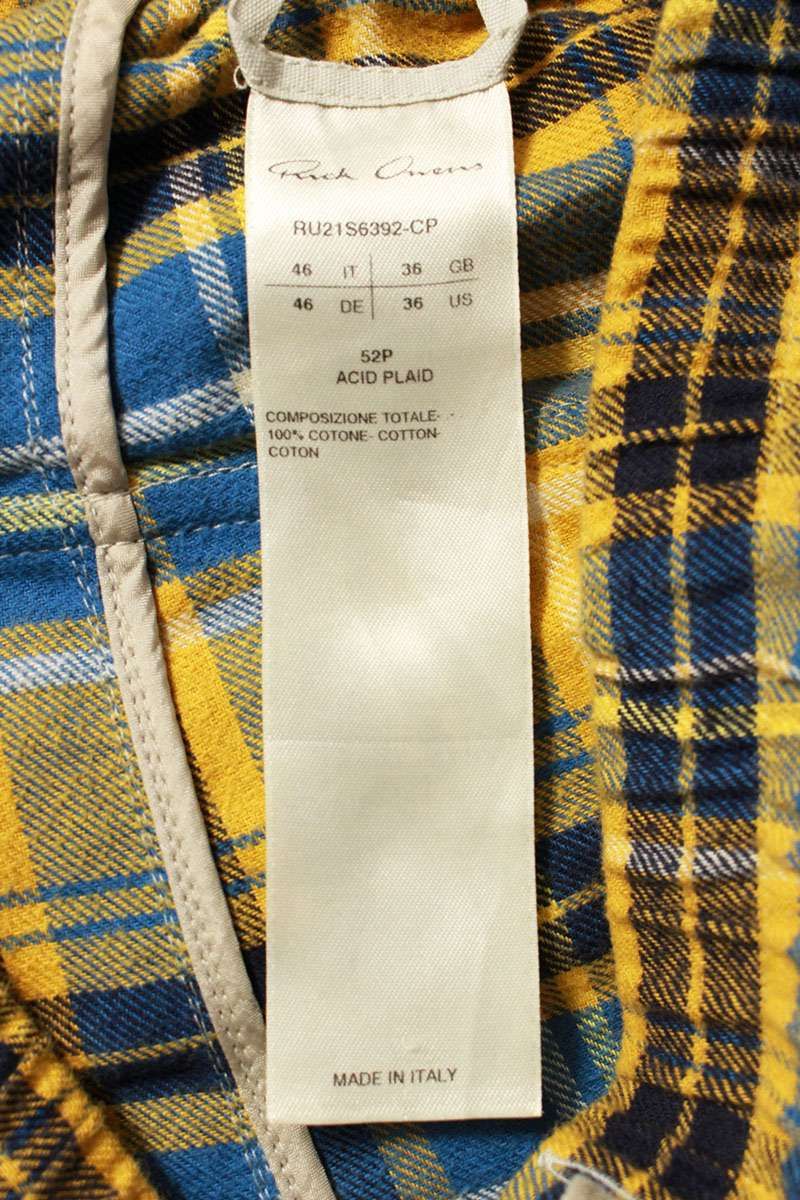 Rick Owens
RU21S6392-CP
46 IT 36 GB
46 DE 36 US
52P
ACID PLAID
COMPOSIZIONE TOTALE-
100% COTONE- COTTON-
COTON
MADE IN ITALY